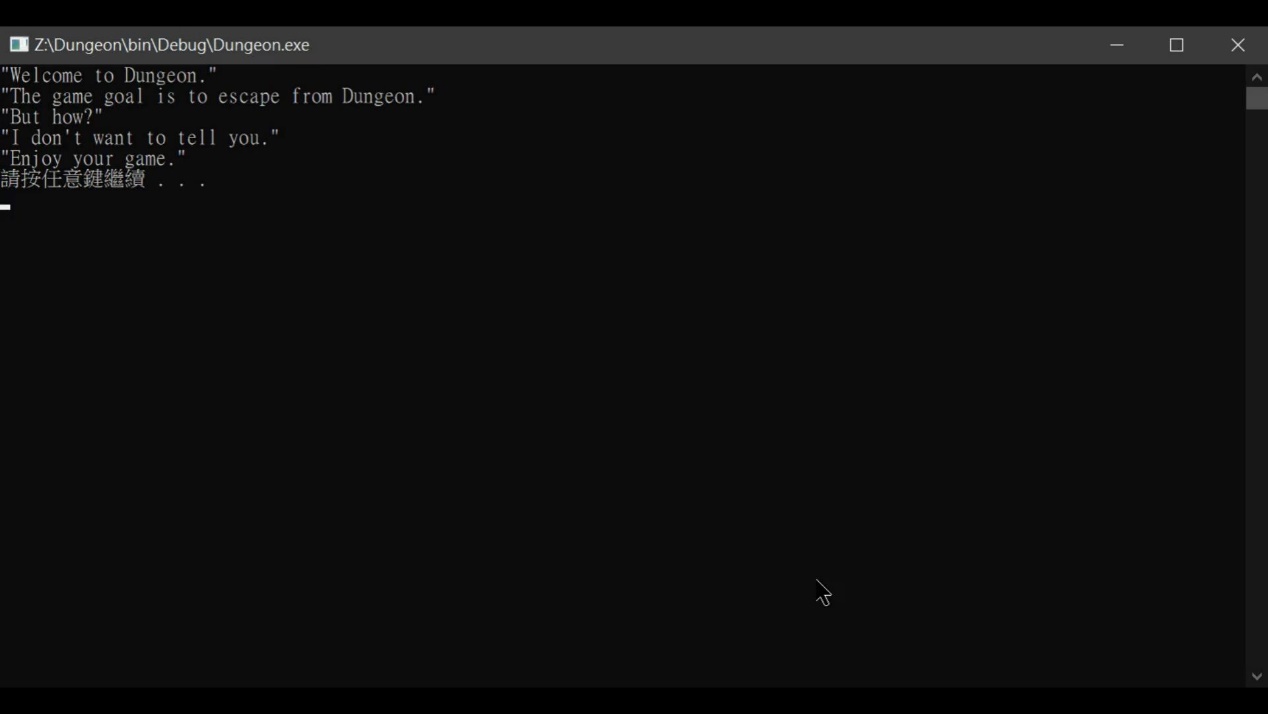 Z:\Dungeon\bin\Debug\Dungeon.exe
"Welcome to Dungeon."
"The game goal is to escape from Dungeon."
"But how?"
"I don't want to tell you."
"Enjoy your game."
請按任意鍵繼續 . . .